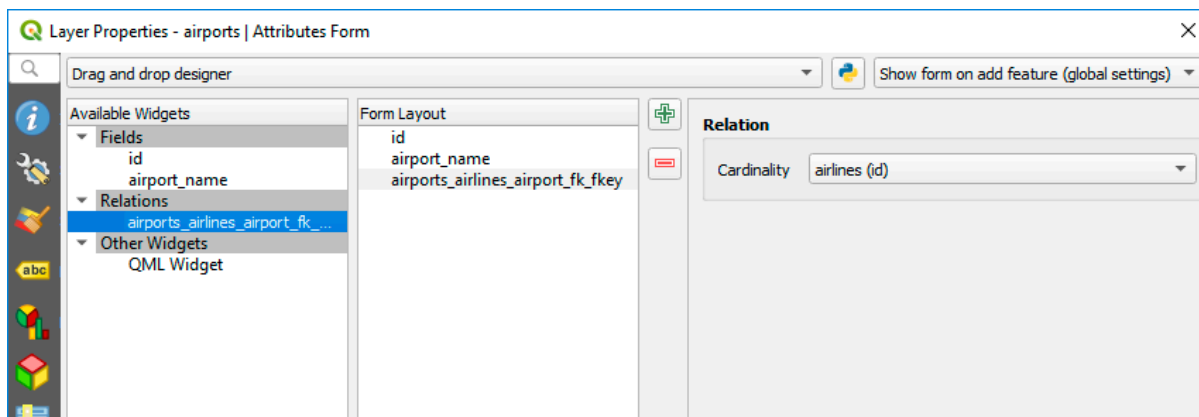 Layer Properties - airports | Attributes Form
Drag and drop designer
Show form on add feature (global settings)
Available Widgets
Fields
id
airport_name
Relations
airports_airlines_airport_fk_...
Other Widgets
QML Widget
Form Layout
id
airport_name
airports_airlines_airport_fk_fkey
Relation
Cardinality airlines (id)
abc